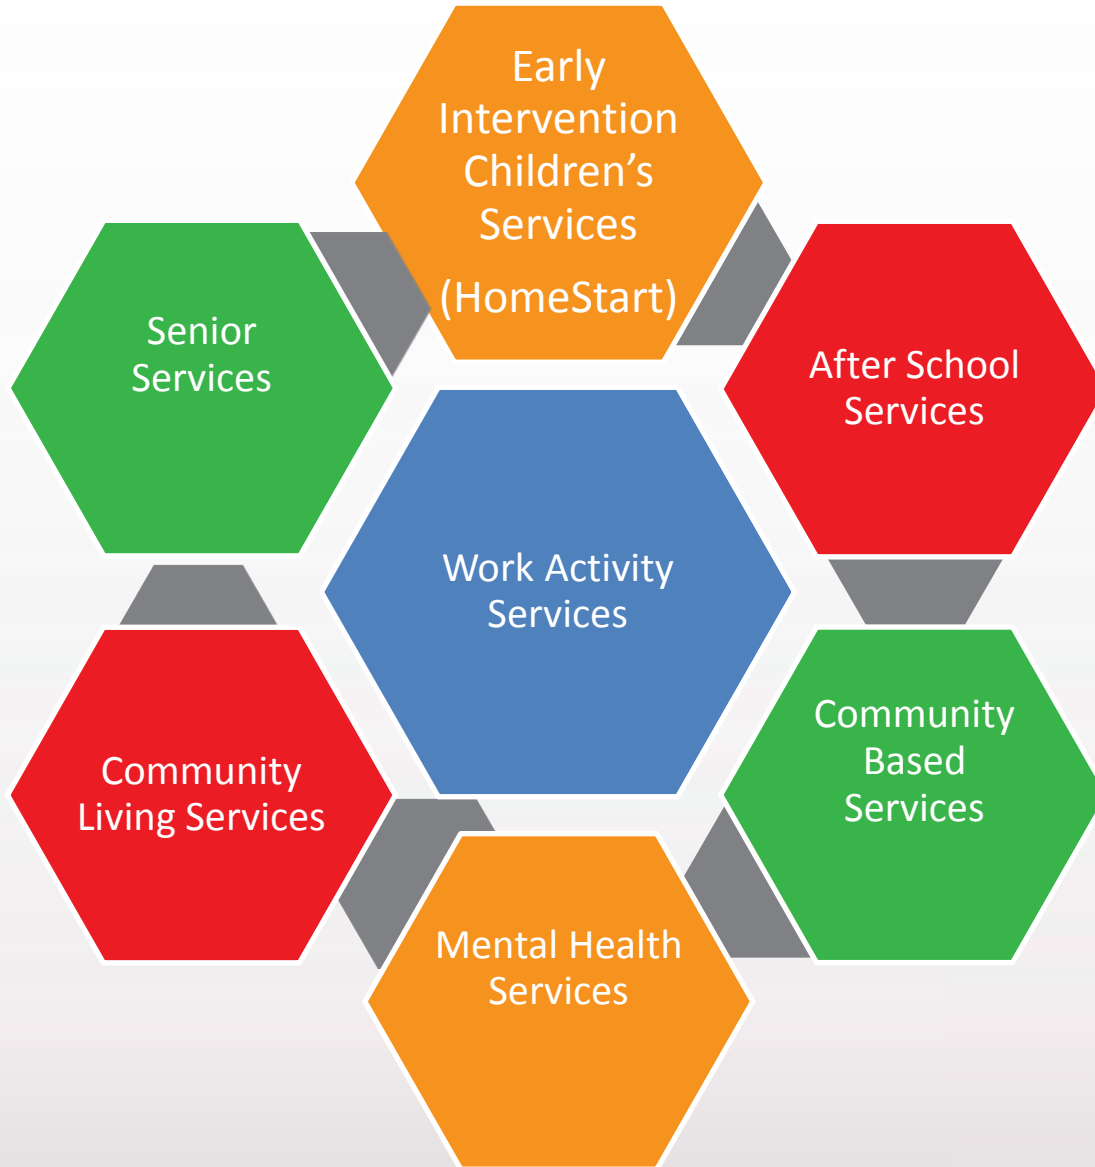 Early
Intervention
Children’s
Services
(HomeStart)
Senior
Services
After School
Services
Work Activity
Services
Community
Based
Services
Community
Living Services
Mental Health
Services